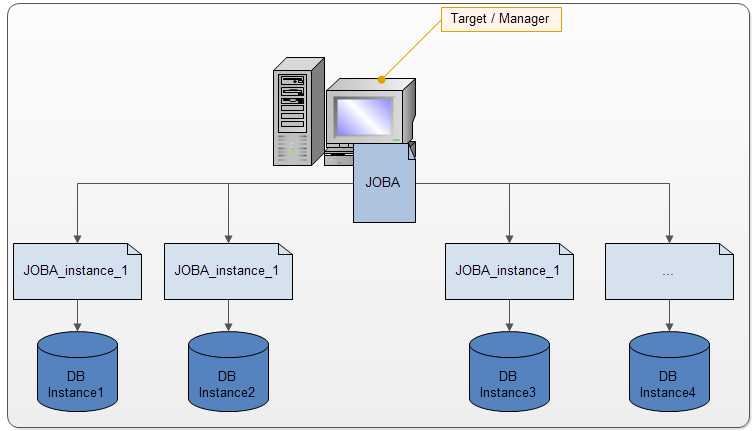 Target / Manager
JOBA
JOBA_instance_1
JOBA_instance_1
JOBA_instance_1
...
DB
Instance1
DB
Instance2
DB
Instance3
DB
Instance4